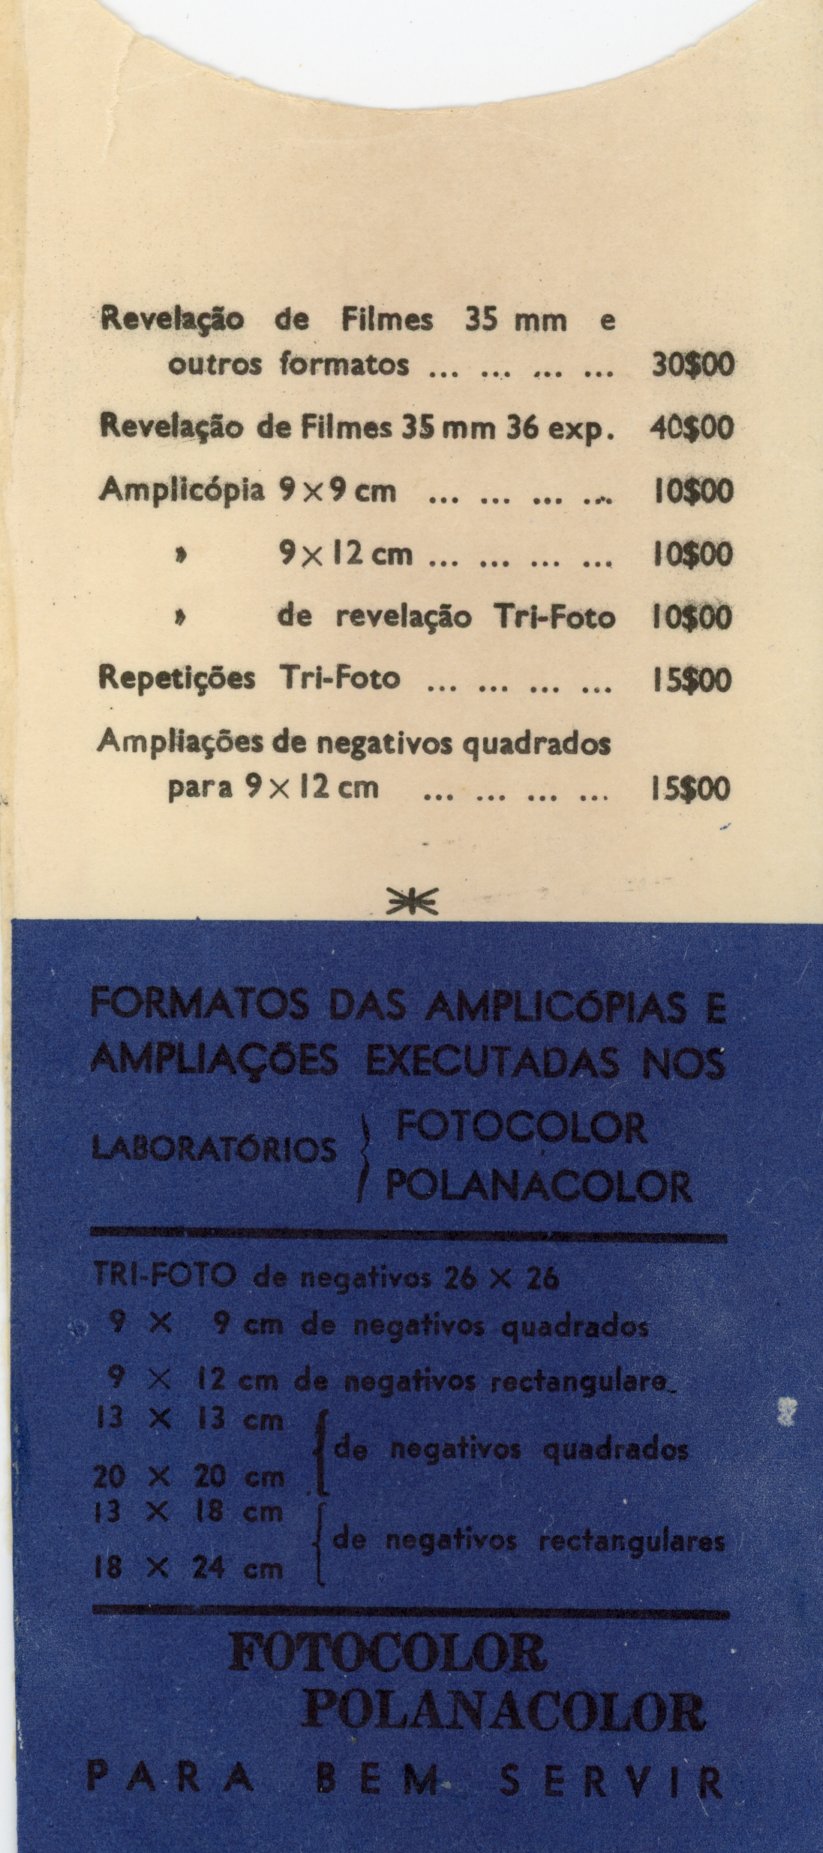 Revelação de Filmes 35 mm e
outros formatos ... ... ... ... 30$00
Revelação de Filmes 35 mm 36 exp. 40$00
Amplicópia 9 × 9 cm ... ... ... ... 10$00
» 9 × 12 cm ... ... ... ... 10$00
» de revelação Tri-Foto 10$00
Repetições Tri-Foto ... ... ... ... 15$00
Ampliações de negativos quadrados
para 9 × 12 cm ... ... ... ... 15$00
FORMATOS DAS AMPLICÓPIAS E
AMPLIAÇÕES EXECUTADAS NOS
LABORATÓRIOS } FOTOCOLOR
POLANACOLOR
TRI-FOTO de negativos 26 × 26
9 × 9 cm de negativos quadrados
9 × 12 cm de negativos rectangulare
13 × 13 cm
20 × 20 cm { de negativos quadrados
13 × 18 cm
18 × 24 cm { de negativos rectangulares
FOTOCOLOR
POLANACOLOR
PARA BEM SERVIR